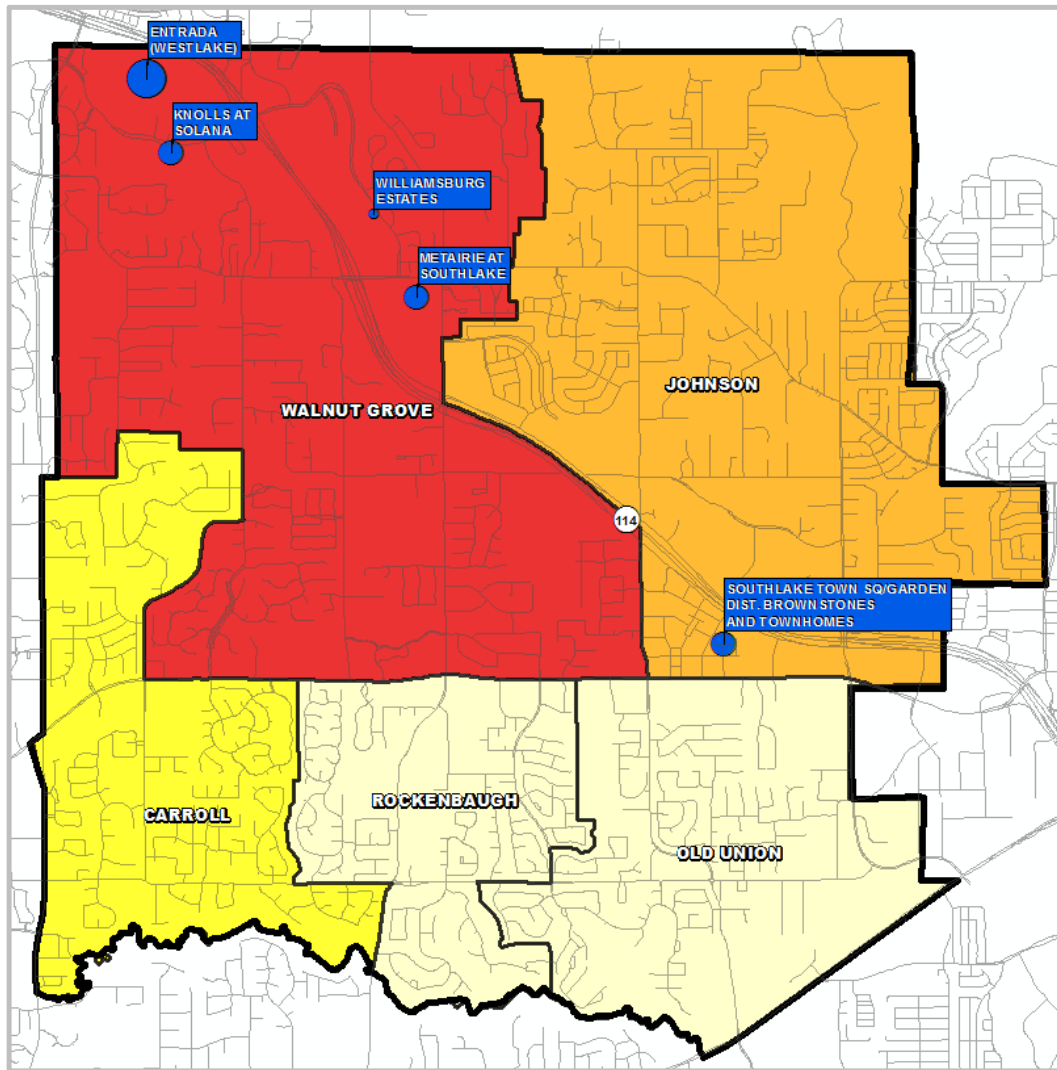 ENTRADA
(WESTLAKE)
KNOLLS AT
SOLANA
WILLIAMSBURG
ESTATES
METAIRIE AT
SOUTHLAKE
JOHNSON
WALNUT GROVE
114
SOUTHLAKE TOWN SQ/GARDEN
DIST. BROWNSTONES
AND TOWNHOMES
ROCKENBAUGH
CARROLL
OLD UNION